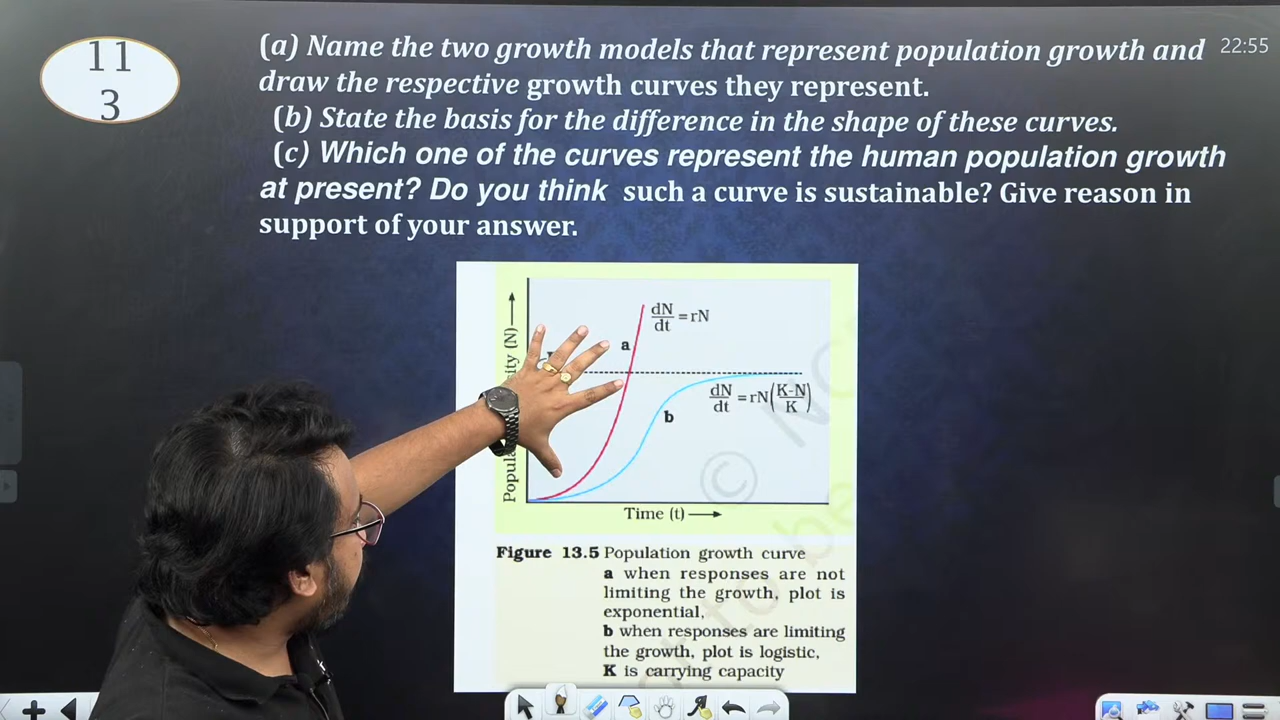 11
3
(a) Name the two growth models that represent population growth and
draw the respective growth curves they represent.
(b) State the basis for the difference in the shape of these curves.
(c) Which one of the curves represent the human population growth
at present? Do you think such a curve is sustainable? Give reason in
support of your answer.
22:55
dN/dt = rN
a
dN/dt = rN(K-N/K)
b
(N)
Time (t)
Figure 13.5 Population growth curve
a when responses are not
limiting the growth, plot is
exponential,
b when responses are limiting
the growth, plot is logistic,
K is carrying capacity